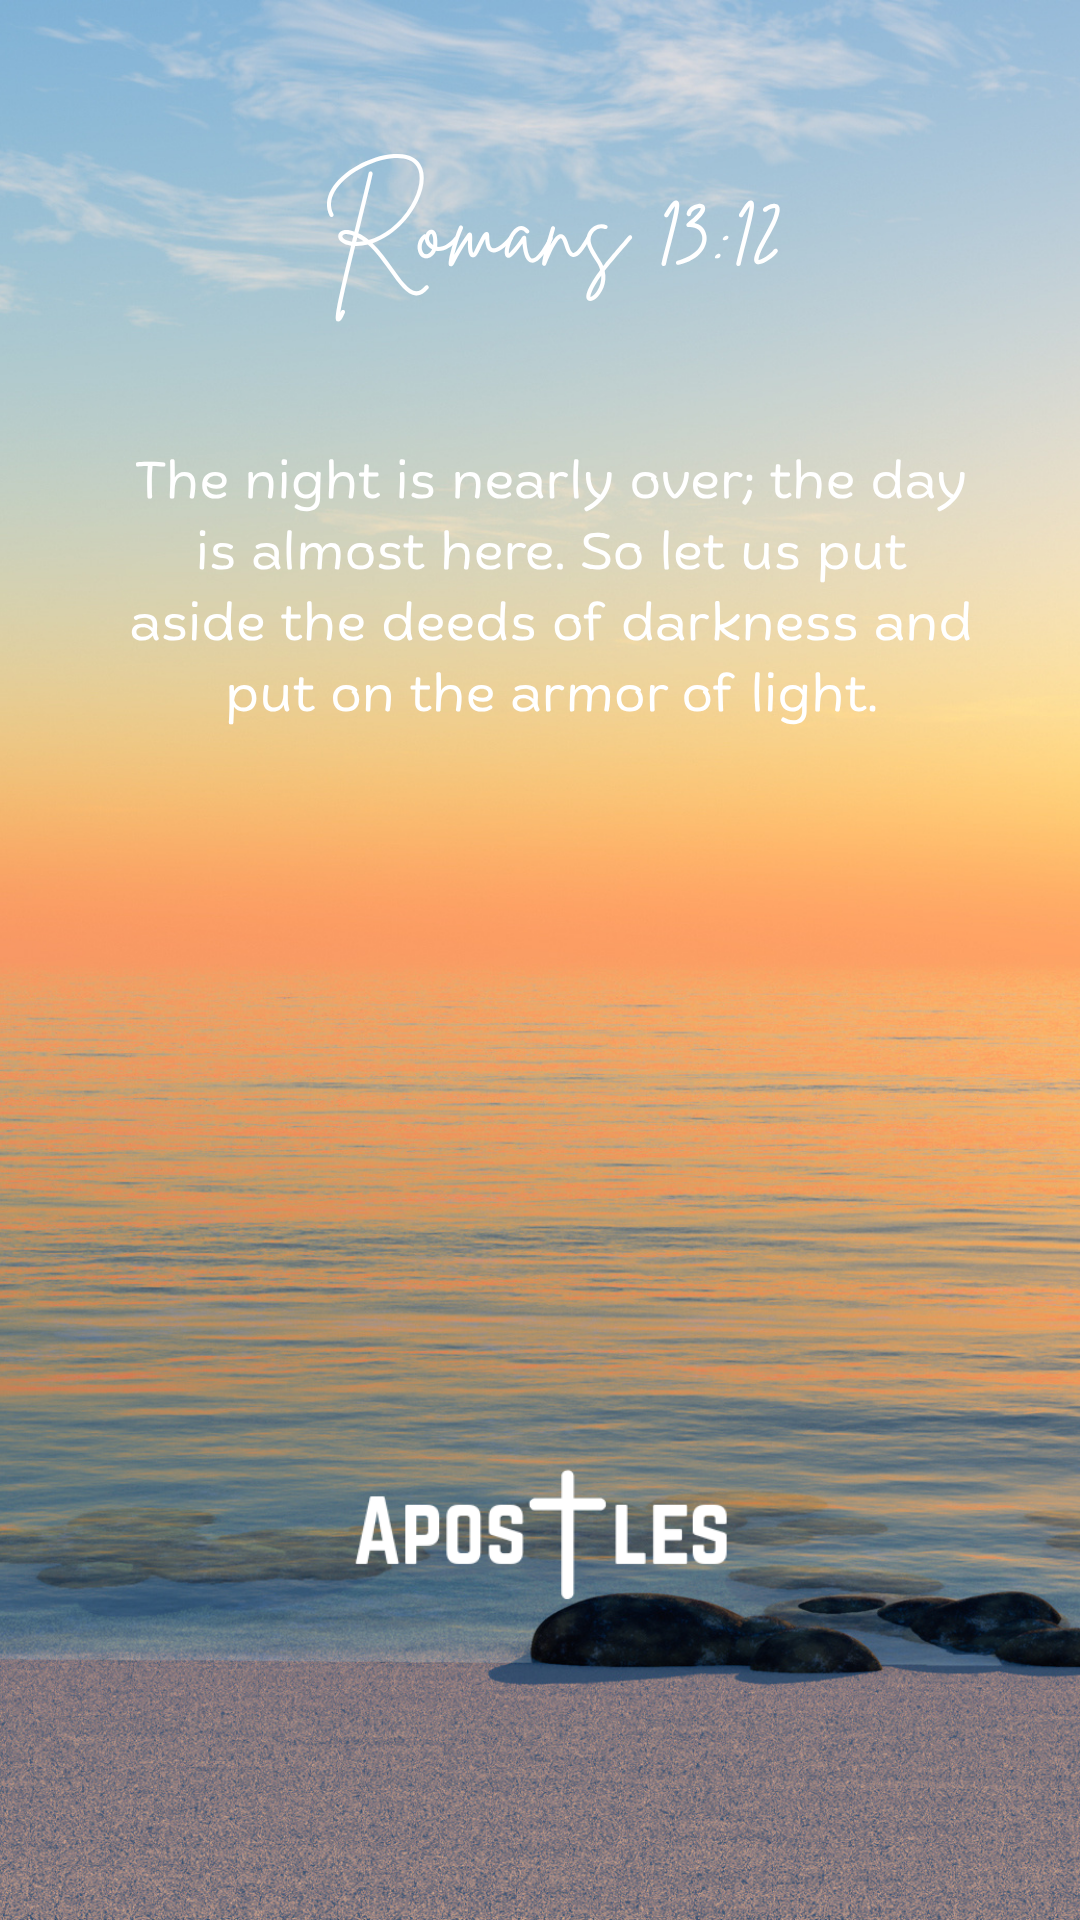 Romans 13:12
The night is nearly over; the day
is almost here. So let us put
aside the deeds of darkness and
put on the armor of light.
APOSTLES